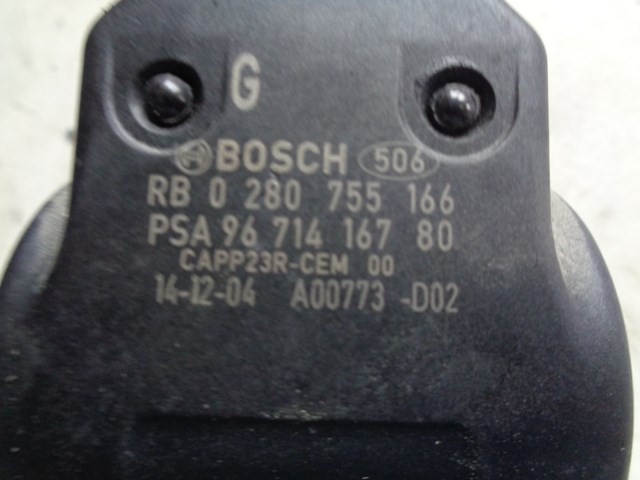 G
BOSCH 506
RB 0 280 755 166
PSA 96 714 167 80
CAPP23R-CEM 00
14-12-04 A00773 -D02